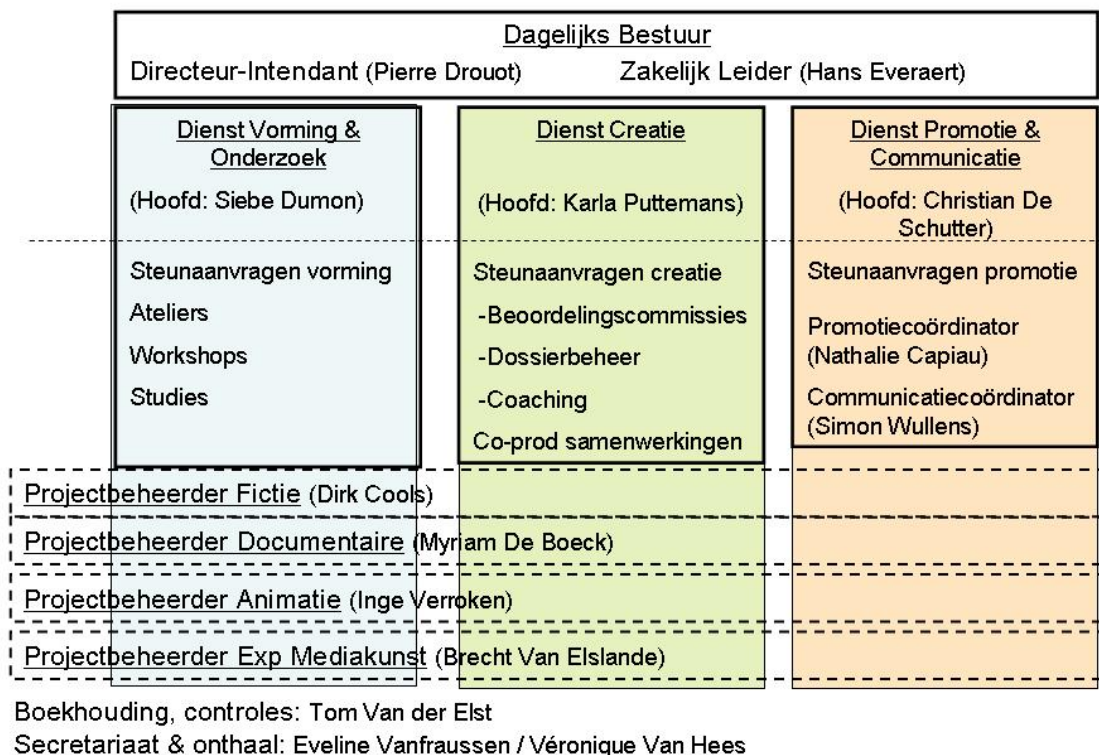 Dagelijks Bestuur
Directeur-Intendant (Pierre Drouot) Zakelijk Leider (Hans Everaert)
Dienst Vorming &
Onderzoek
(Hoofd: Siebe Dumon)
Steunaanvragen vorming
Ateliers
Workshops
Studies
Dienst Creatie
(Hoofd: Karla Puttemans)
Steunaanvragen creatie
-Beoordelingscommissies
-Dossierbeheer
-Coaching
Co-prod samenwerkingen
Dienst Promotie &
Communicatie
(Hoofd: Christian De
Schutter)
Steunaanvragen promotie
Promotiecoördinator
(Nathalie Capiau)
Communicatiecoördinator
(Simon Wullens)
Projectbeheerder Fictie (Dirk Cools)
Projectbeheerder Documentaire (Myriam De Boeck)
Projectbeheerder Animatie (Inge Verroken)
Projectbeheerder Exp Mediakunst (Brecht Van Elslande)
Boekhouding, controles: Tom Van der Elst
Secretariaat & onthaal: Eveline Vanfraussen / Véronique Van Hees